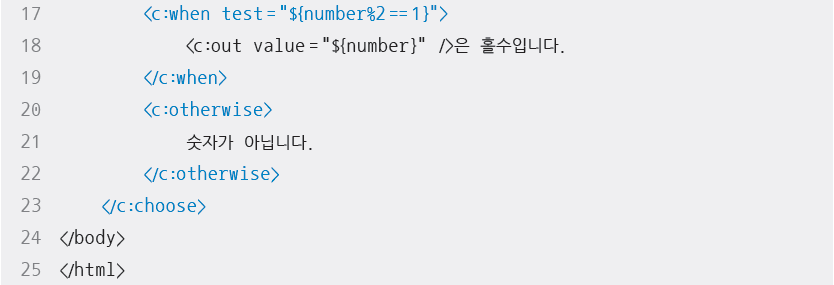 17 <c:when test="${number%2==1}">
18 <c:out value="${number}" />은 홀수입니다.
19 </c:when>
20 <c:otherwise>
21 숫자가 아닙니다.
22 </c:otherwise>
23 </c:choose>
24 </body>
25 </html>